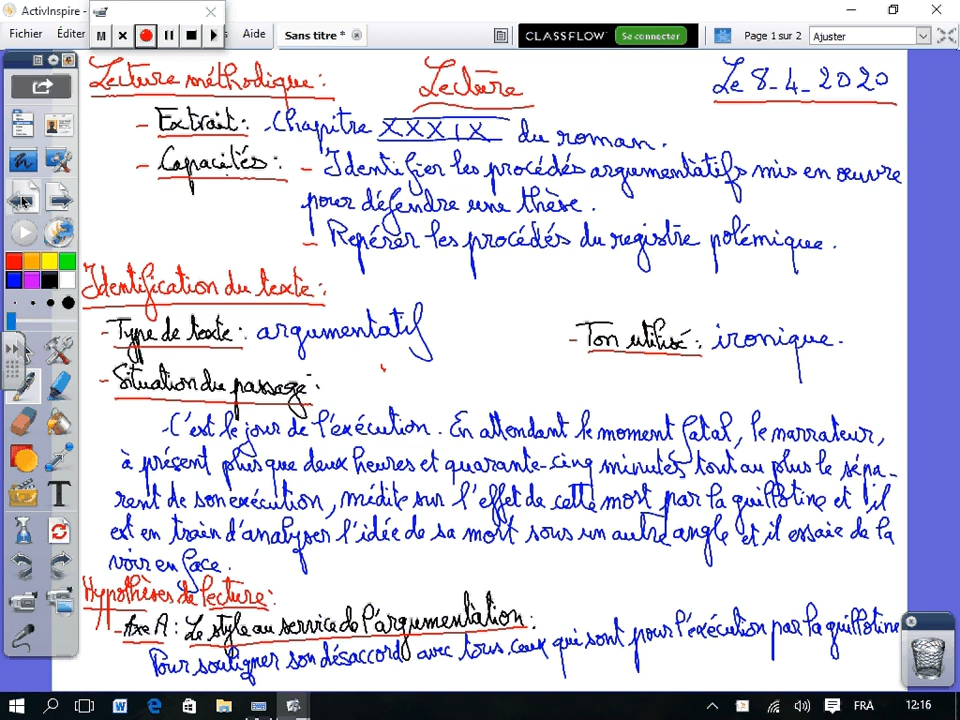 ActivInspire -
Fichier Éditer Aide Sans titre * CLASSFLOW Se connecter Page 1 sur 2 Ajuster
Lecture méthodique : Lecture Le 8-4-2020
- Extrait : - Chapitre XXXIX du roman.
- Capacités : - Identifier les procédés argumentatifs mis en œuvre
pour défendre une thèse.
- Repérer les procédés du registre polémique.
Identification du texte :
- Type de texte : argumentatif - Ton utilisé : ironique.
- Situation du passage :
C'est le jour de l'exécution. En attendant le moment fatal, le narrateur,
à présent plus que deux heures et quarante-cinq minutes tout au plus le sépa-
rent de son exécution, médite sur l'effet de cette mort par la guillotine et il
est en train d'analyser l'idée de sa mort sous un autre angle et il essaie de la
voir en face.
Hypothèses de lecture :
- Axe A : Le style au service de l'argumentation :
Pour souligner son désaccord avec tous ceux qui sont pour l'exécution par la guillotine
FRA 12:16